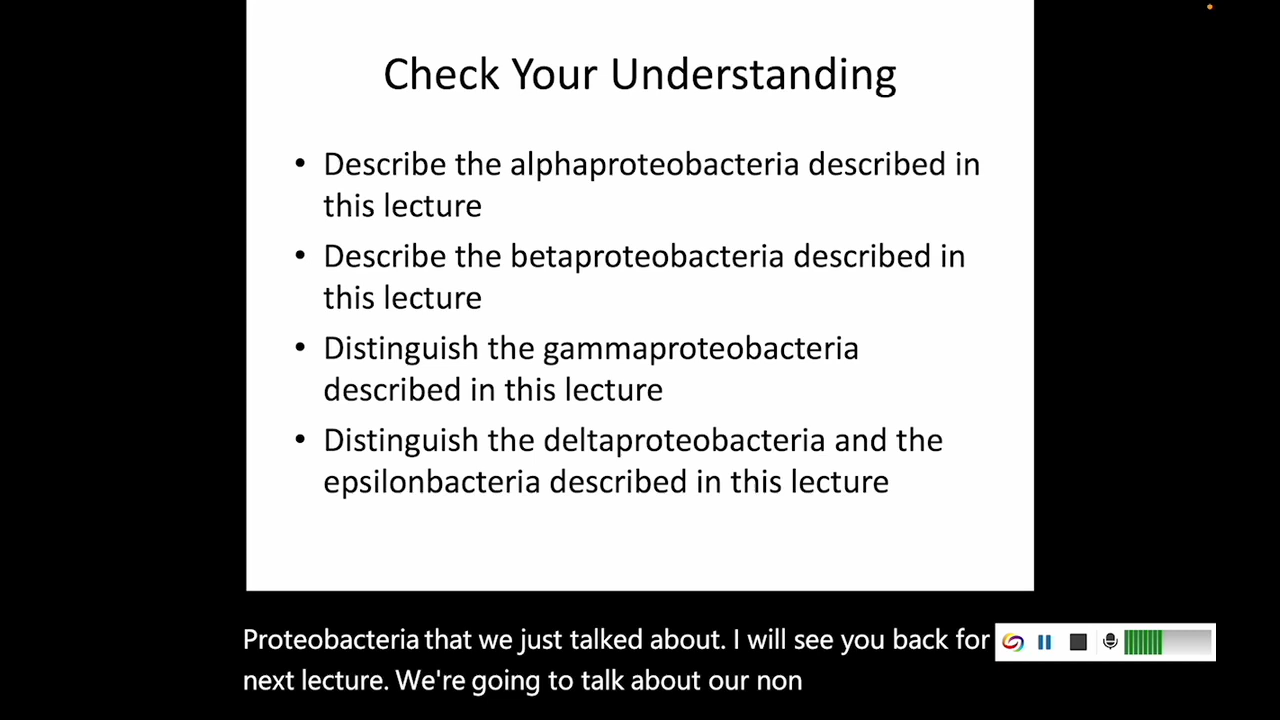 Check Your Understanding
• Describe the alphaproteobacteria described in
this lecture
• Describe the betaproteobacteria described in
this lecture
• Distinguish the gammaproteobacteria
described in this lecture
• Distinguish the deltaproteobacteria and the
epsilonbacteria described in this lecture
Proteobacteria that we just talked about. I will see you back for
next lecture. We're going to talk about our non